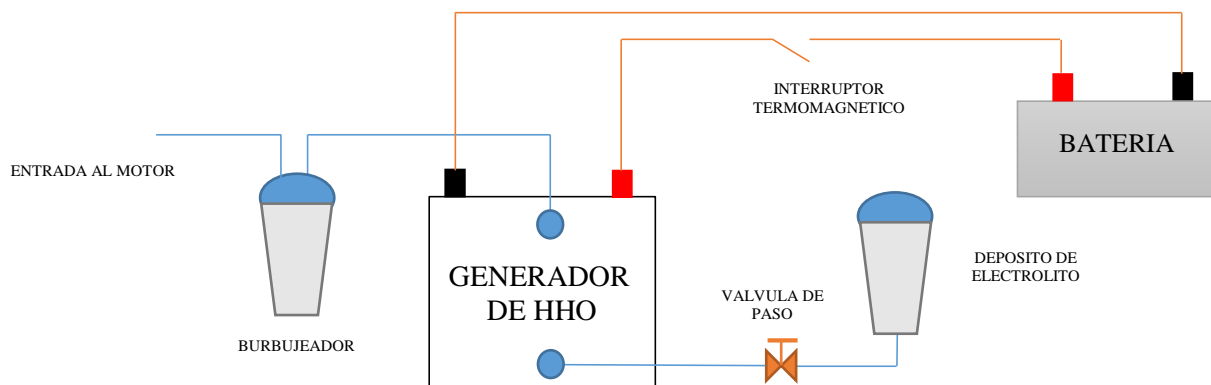 INTERRUPTOR
TERMOMAGNETICO
BATERIA
ENTRADA AL MOTOR
GENERADOR
DE HHO
DEPOSITO DE
ELECTROLITO
VALVULA DE
PASO
BURBUJEADOR